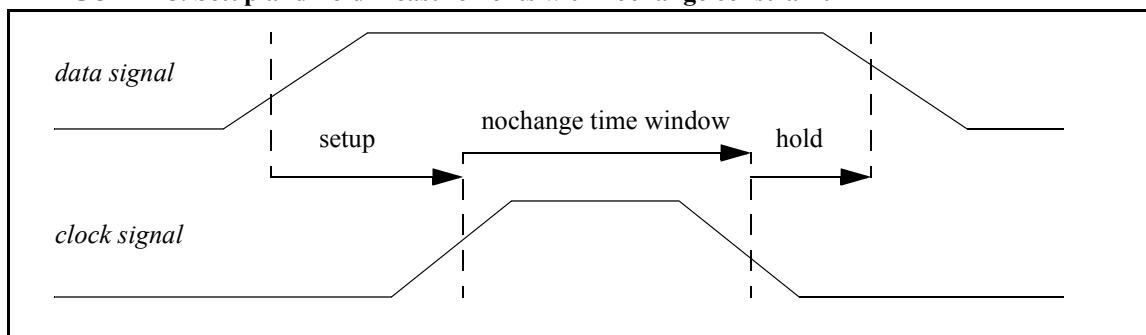 data signal
setup
nochange time window
hold
clock signal